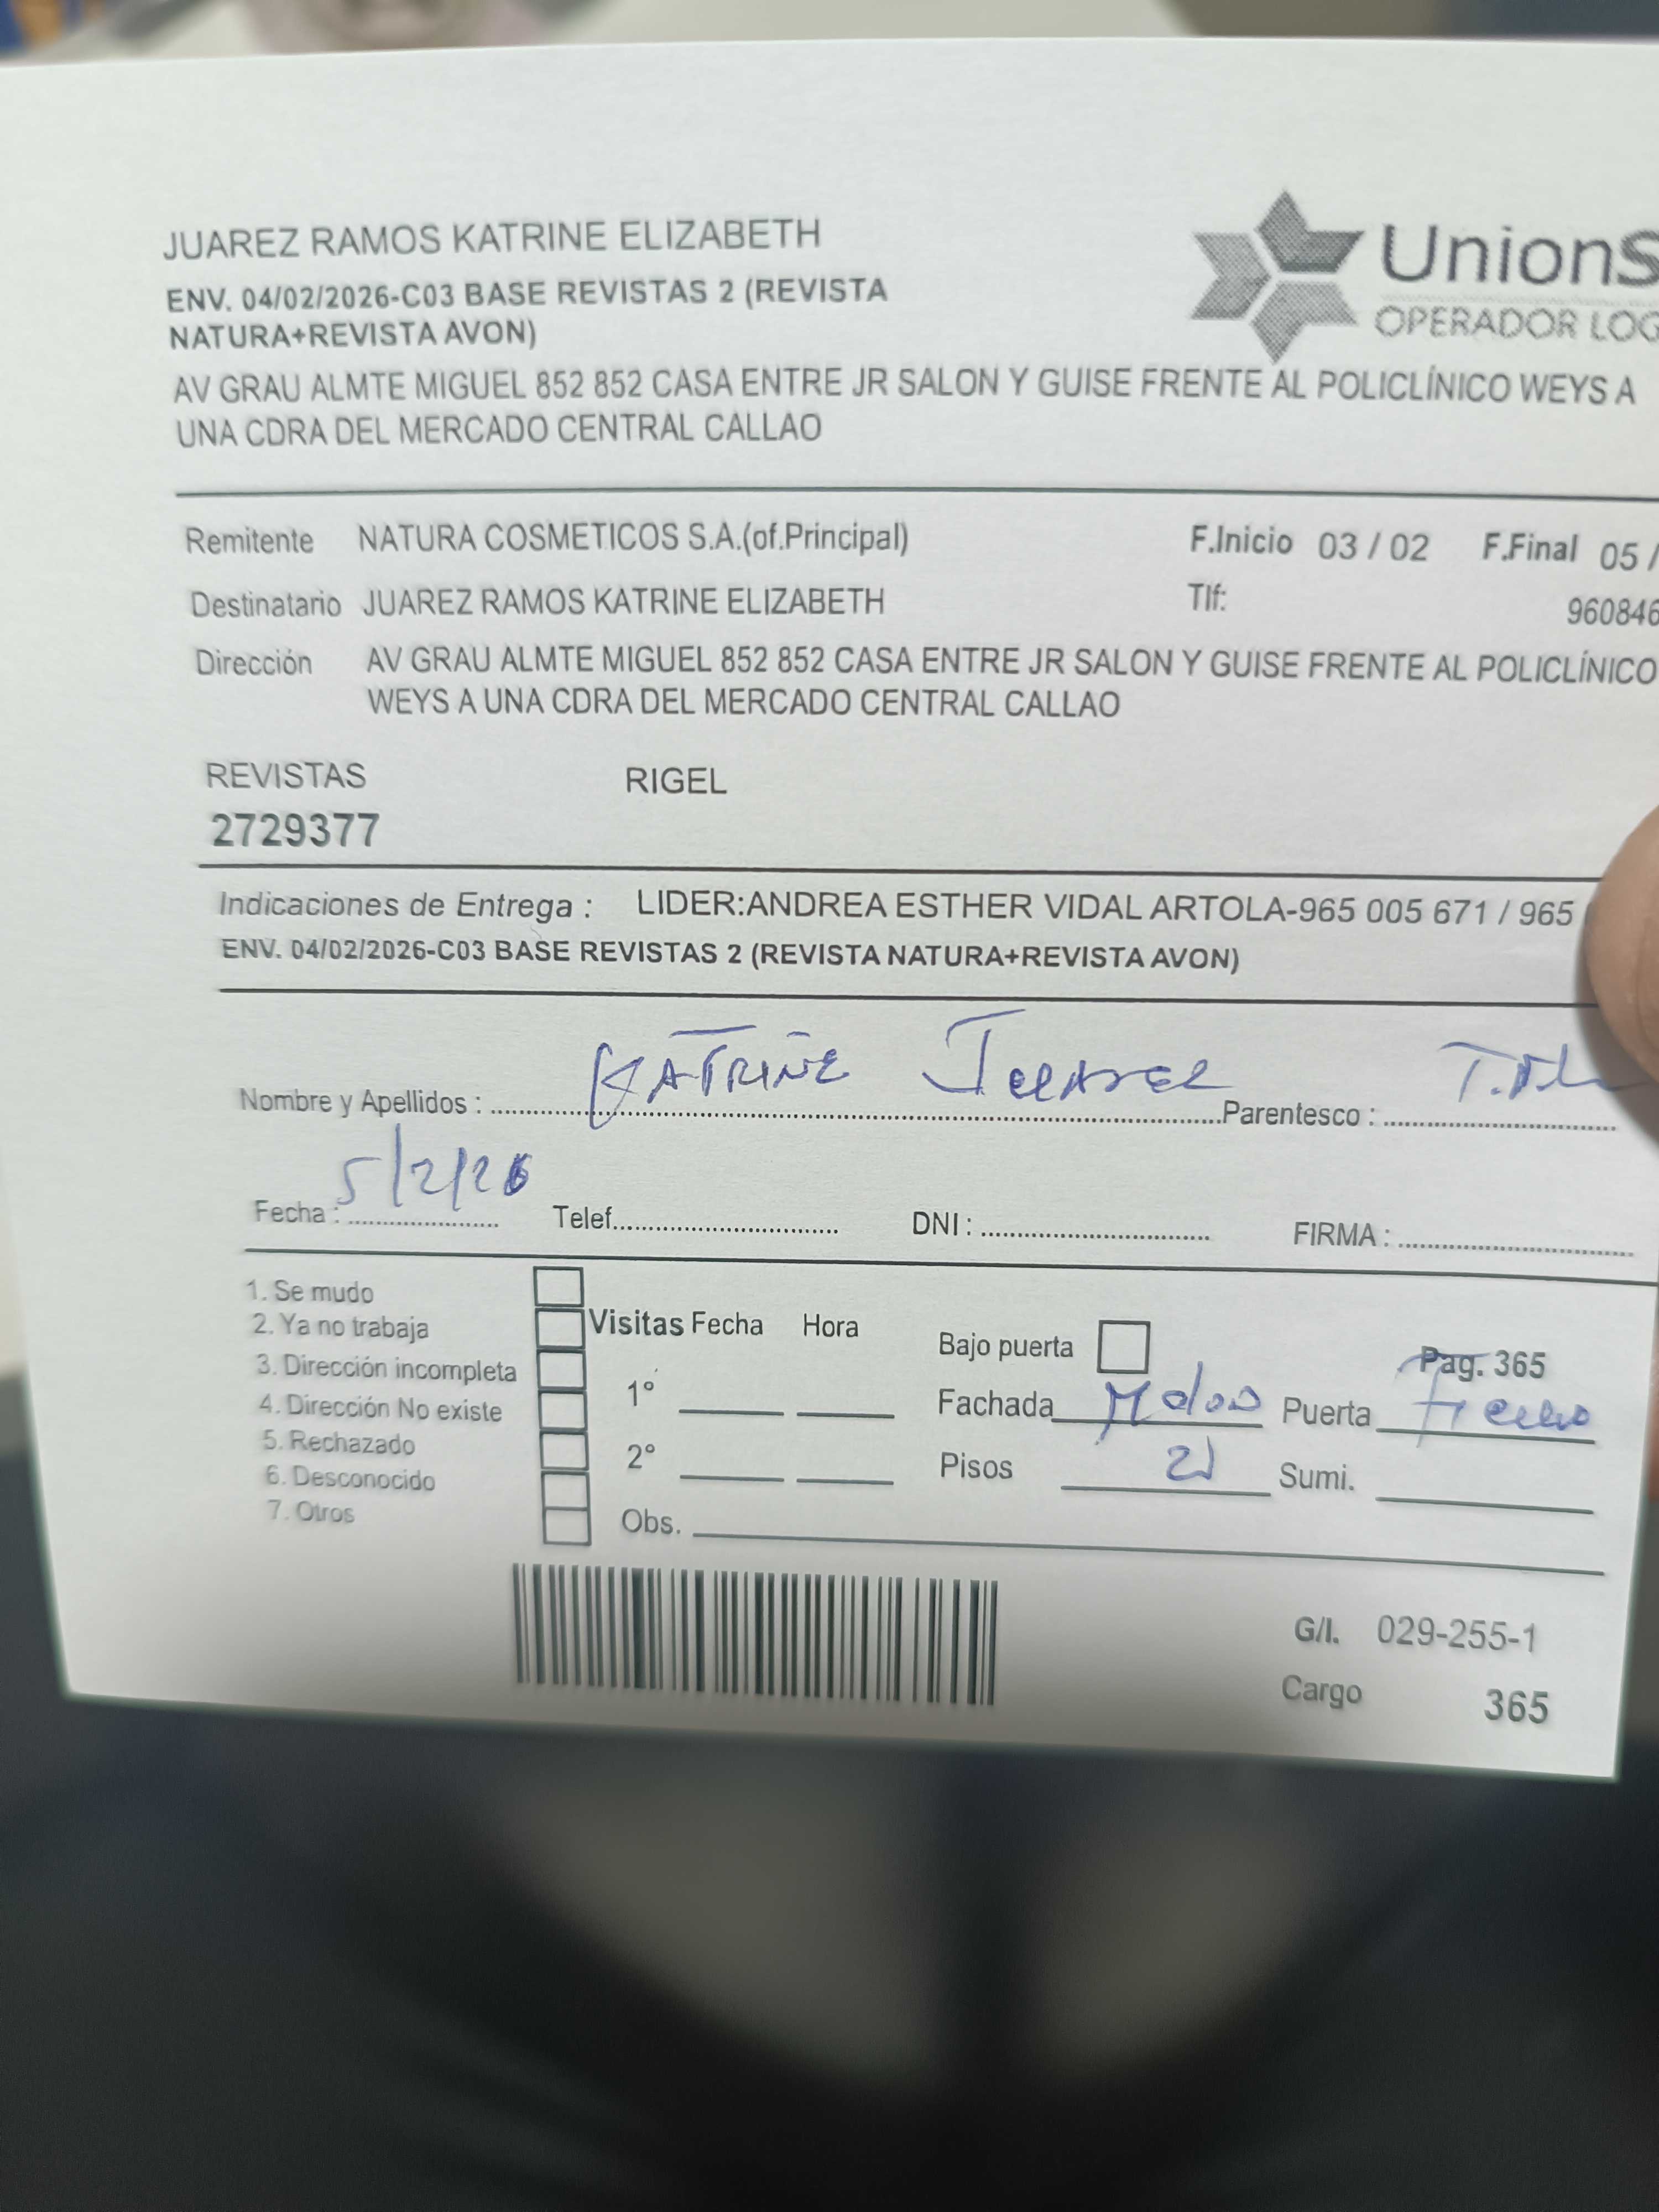 JUAREZ RAMOS KATRINE ELIZABETH
ENV. 04/02/2026-C03 BASE REVISTAS 2 (REVISTA
NATURA+REVISTA AVON)
UnionS
OPERADOR LOG
AV GRAU ALMTE MIGUEL 852 852 CASA ENTRE JR SALON Y GUISE FRENTE AL POLICLÍNICO WEYS A
UNA CDRA DEL MERCADO CENTRAL CALLAO
Remitente NATURA COSMETICOS S.A.(of.Principal) F.Inicio 03 / 02 F.Final 05 /
Destinatario JUAREZ RAMOS KATRINE ELIZABETH Tlf: 960846
Dirección AV GRAU ALMTE MIGUEL 852 852 CASA ENTRE JR SALON Y GUISE FRENTE AL POLICLÍNICO
WEYS A UNA CDRA DEL MERCADO CENTRAL CALLAO
REVISTAS RIGEL
2729377
Indicaciones de Entrega : LIDER:ANDREA ESTHER VIDAL ARTOLA-965 005 671 / 965
ENV. 04/02/2026-C03 BASE REVISTAS 2 (REVISTA NATURA+REVISTA AVON)
Nombre y Apellidos : KATRINE JUAREZ Parentesco :
Fecha : 5/2/26 Telef. DNI : FIRMA :
1. Se mudo
2. Ya no trabaja
3. Dirección incompleta
4. Dirección No existe
5. Rechazado
6. Desconocido
7. Otros
Visitas Fecha Hora
1°
2°
Obs.
Bajo puerta Pag. 365
Fachada Puerta
Pisos 2 Sumi.
G/I. 029-255-1
Cargo 365